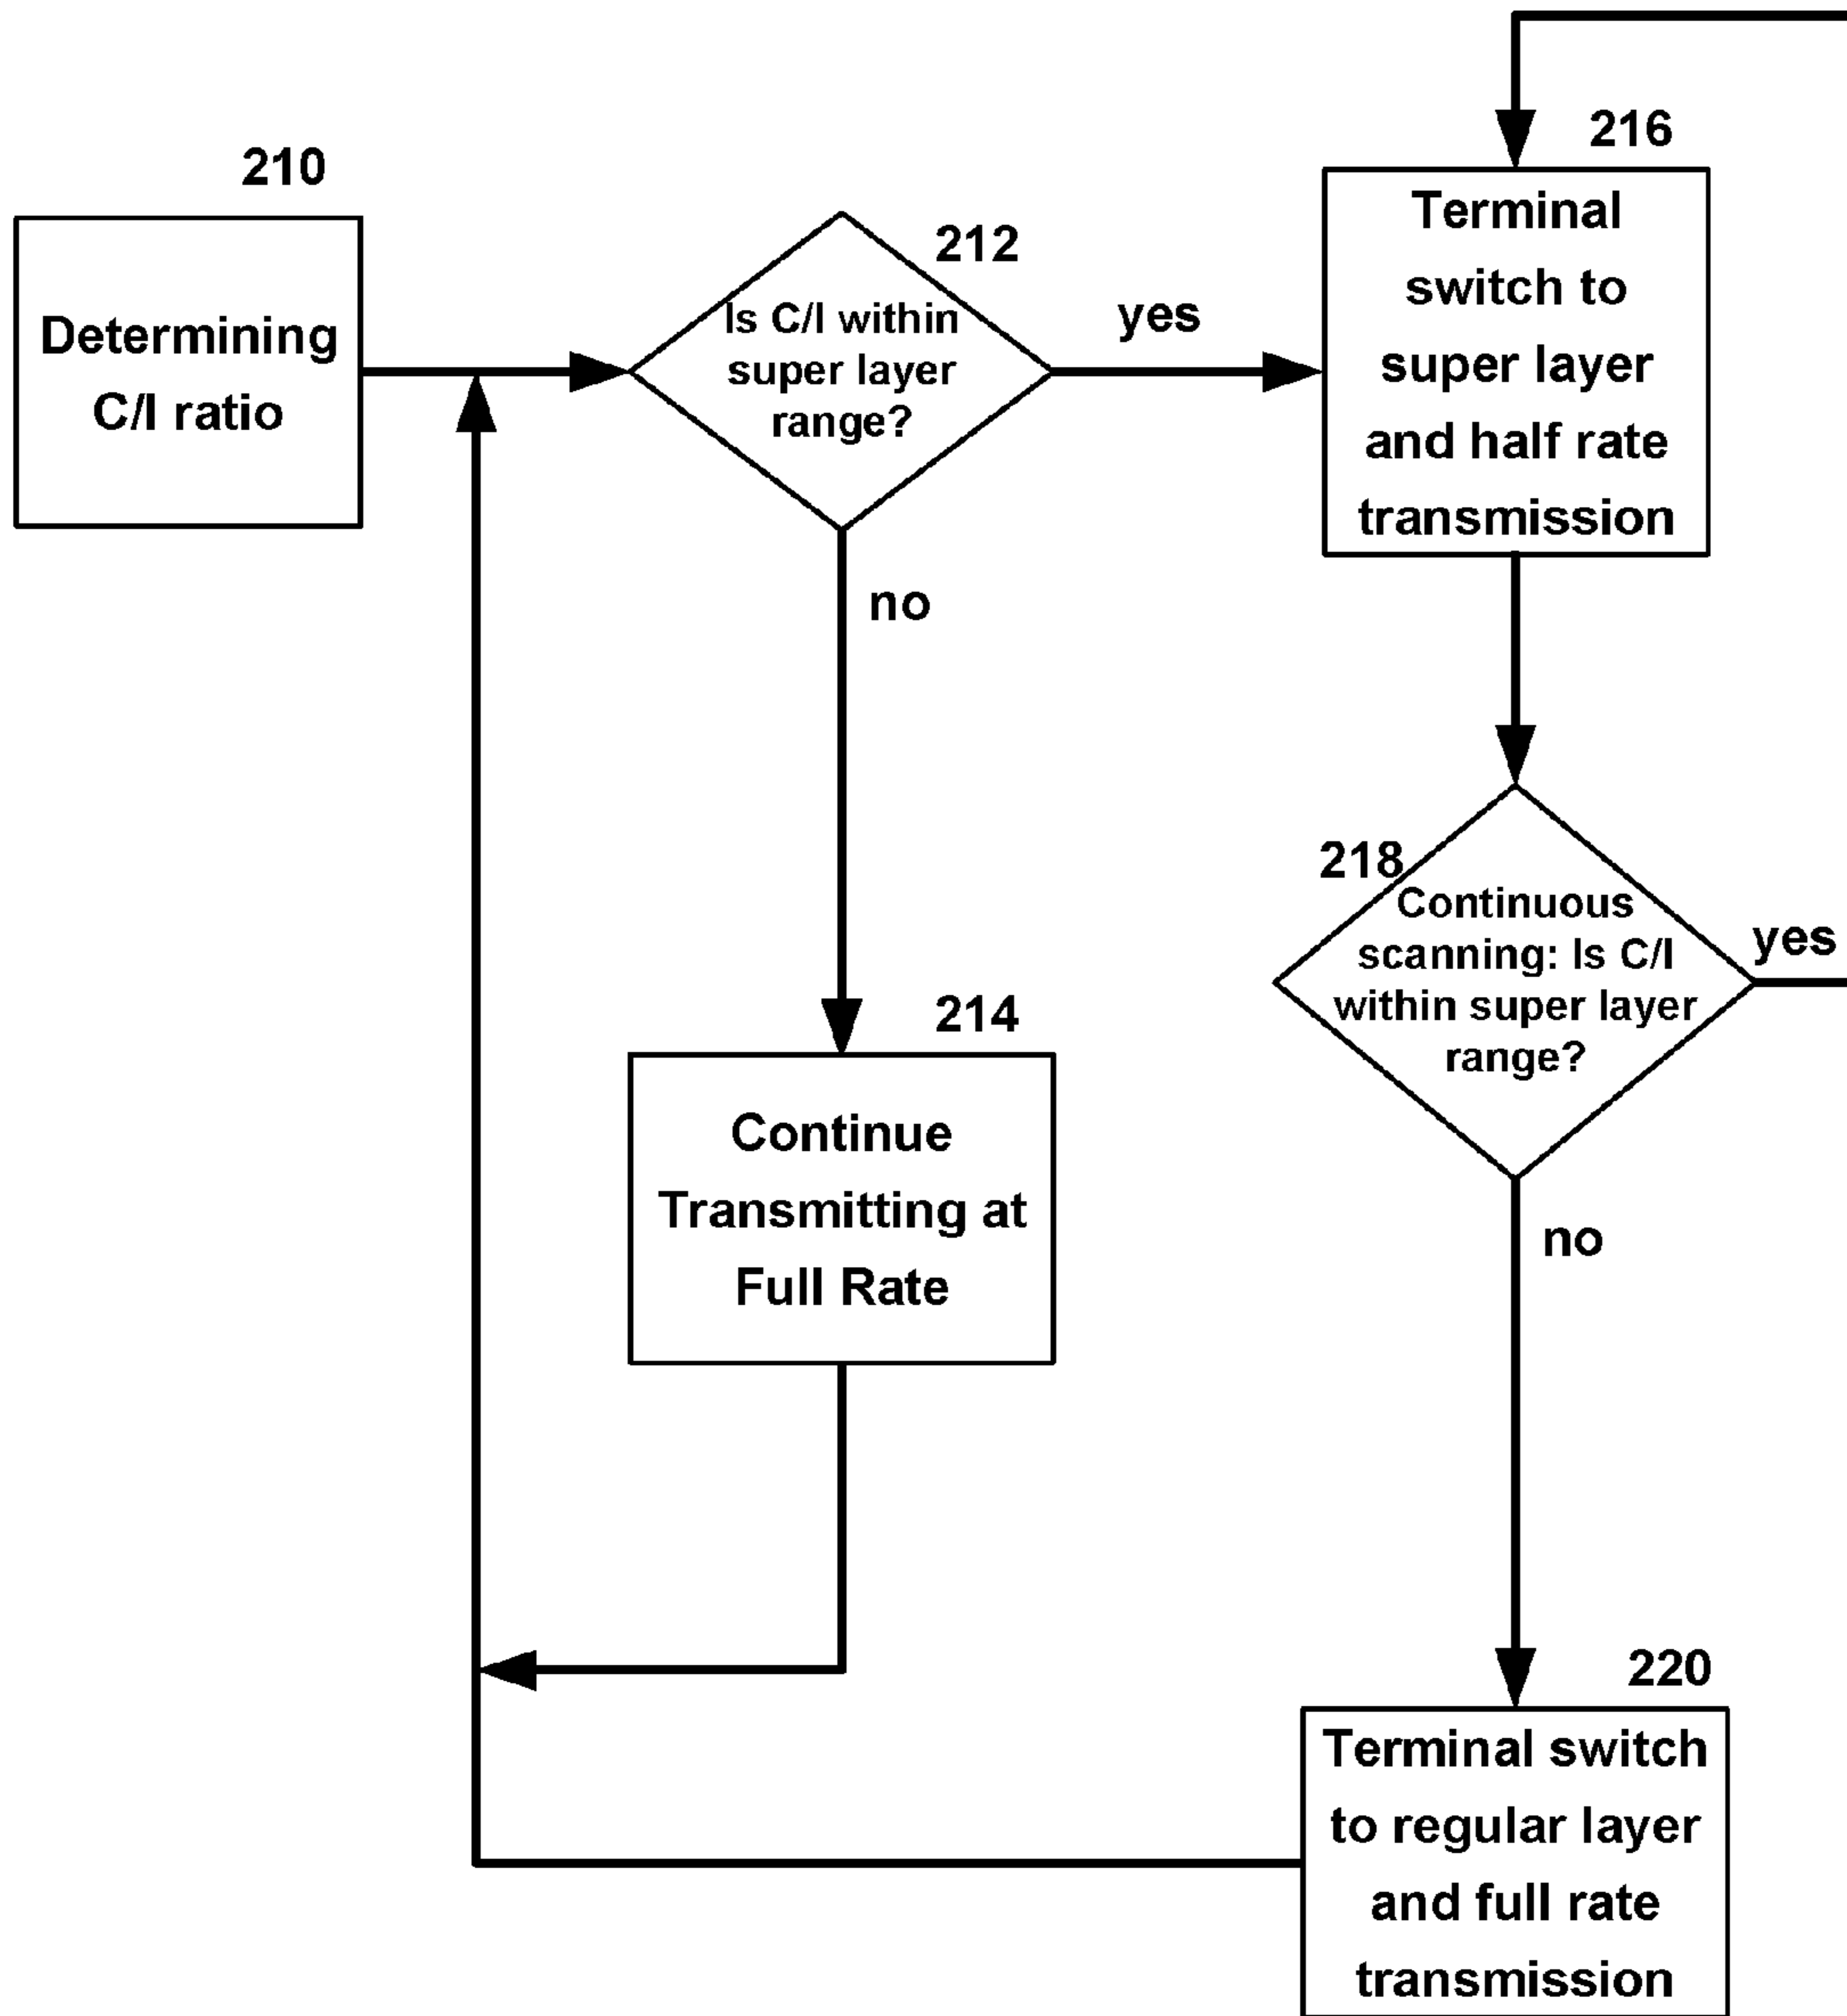 210
Determining
C/I ratio
212
Is C/I within
super layer
range?
yes
no
216
Terminal
switch to
super layer
and half rate
transmission
218
Continuous
scanning: Is C/I
within super layer
range?
yes
no
214
Continue
Transmitting at
Full Rate
220
Terminal switch
to regular layer
and full rate
transmission